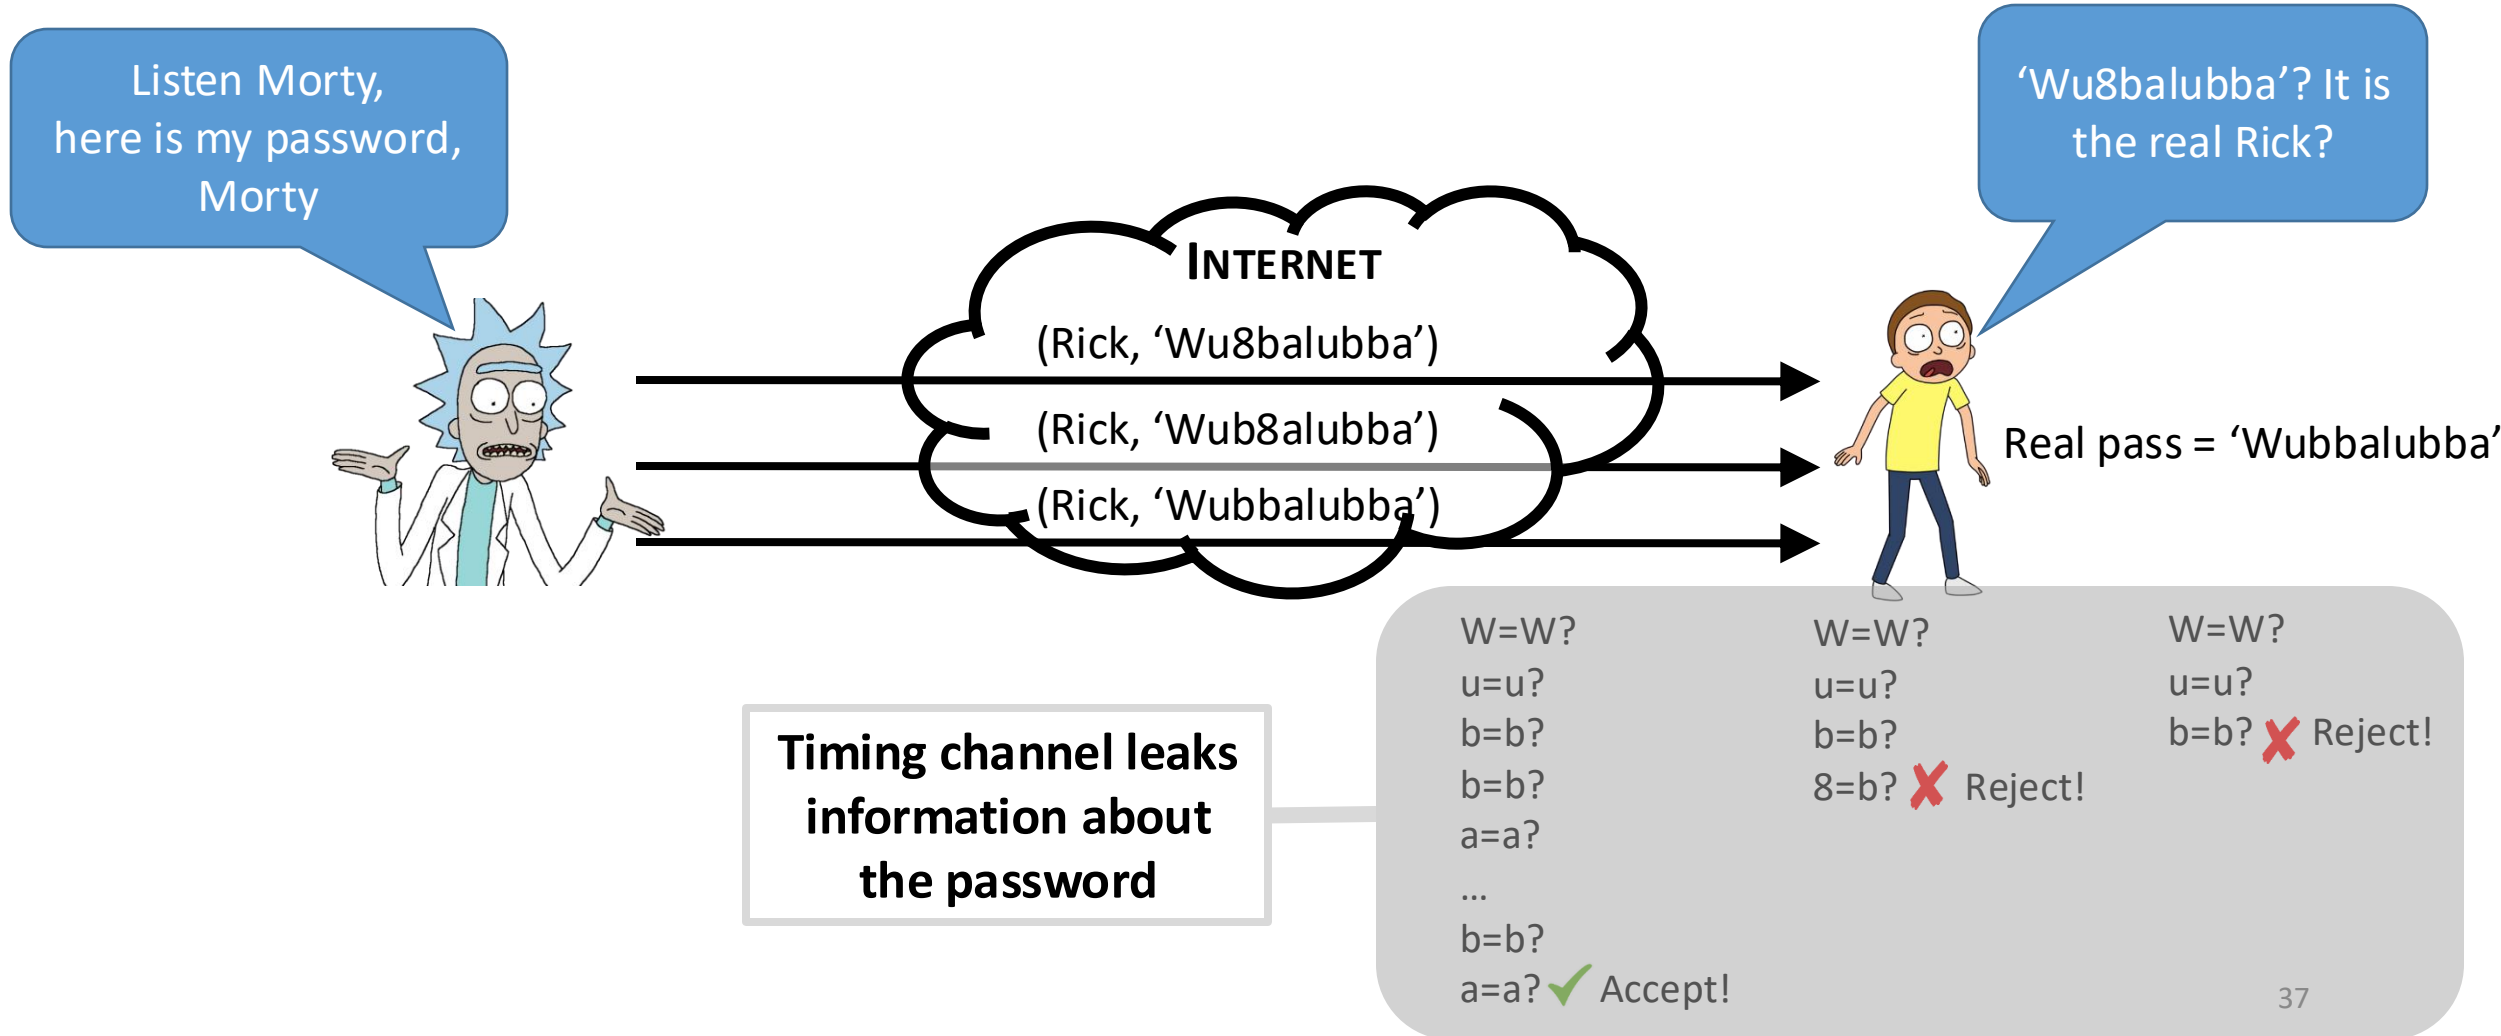 Listen Morty,
here is my password,
Morty
‘Wu8balubba’? It is
the real Rick?
INTERNET
(Rick, ‘Wu8balubba’)
(Rick, ‘Wub8alubba’)
(Rick, ‘Wubbalubba’)
Real pass = ‘Wubbalubba’
Timing channel leaks
information about
the password
W=W?
u=u?
b=b?
b=b?
a=a?
...
b=b?
a=a? ✓ Accept!
W=W?
u=u?
b=b?
8=b? ✘ Reject!
W=W?
u=u?
b=b? ✘ Reject!
37